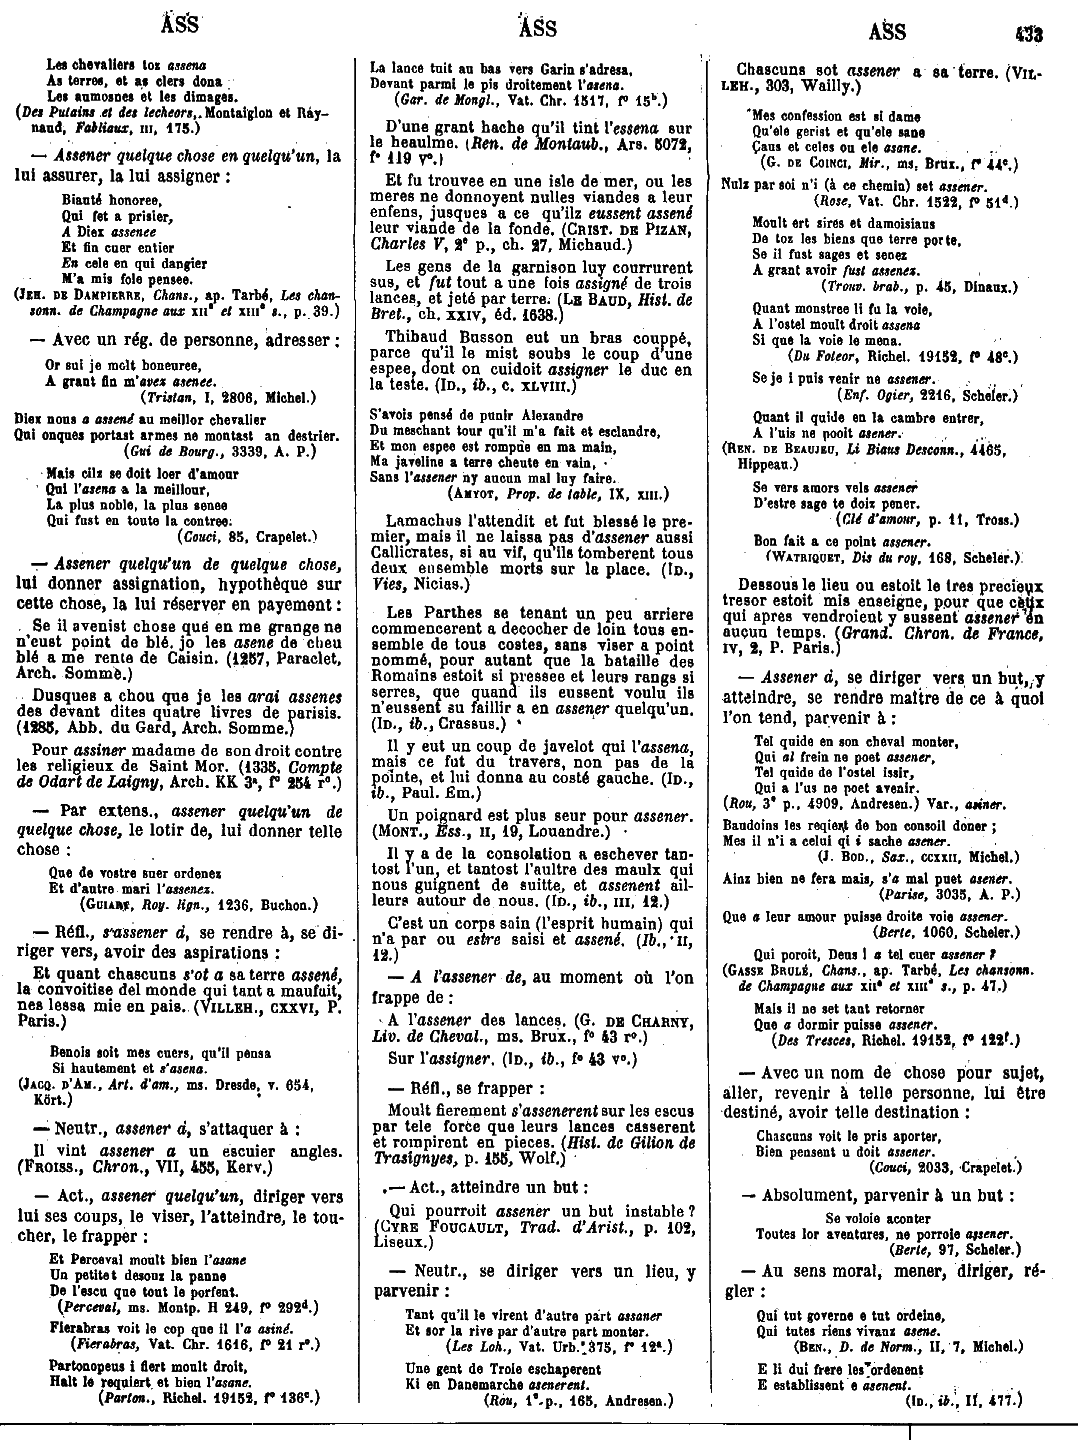 ASS
ASS
ASS
433
Les chevaliers toz assena
As terres, et as clers dona
Les aumosnes et les dimages.
(Des Putains et des lecheors, Montaiglon et Ray-
naud, Fabliaux, III, 175.)
— Assener quelque chose en quelqu'un, la
lui assurer, la lui assigner :
Biauté honoree,
Qui fet a prisier,
A Diex assenee
Et fin cuer entier
En cele en qui dangier
M'a mis fole pensee.
(JEH. DE DAMPIERRE, Chans., ap. Tarbé, Les chan-
sonn. de Champagne aux XIIe et XIIIe s., p. 39.)
— Avec un rég. de personne, adresser :
Or sui je molt honeuree,
A grant fin m'avez asenee.
(Tristan, I, 2806, Michel.)
Diex nous a assené au meillor chevalier
Qui onques portast armes ne montast an destrier.
(Gui de Bourg., 3339, A. P.)
Mais cilz se doit loer d'amour
Qui l'asena a la meillour,
La plus noble, la plus senee
Qui fust en toute la contree.
(Couci, 85, Crapelet.)
— Assener quelqu'un de quelque chose,
lui donner assignation, hypothèque sur
cette chose, la lui réserver en payement :
Se il avenist chose qué en me grange ne
n'eust point de blé, jo les asene de cheu
blé a me rente de Caisin. (1257, Paraclet,
Arch. Somme.)
Dusques a chou que je les arai assenes
des devant dites quatre livres de parisis.
(1285, Abb. du Gard, Arch. Somme.)
Pour assiner madame de son droit contre
les religieux de Saint Mor. (1335, Compte
de Odart de Laigny, Arch. KK 3a, f° 254 r°.)
— Par extens., assener quelqu'un de
quelque chose, le lotir de, lui donner telle
chose :
Que de vostre suer ordenez
Et d'autre mari l'assenez.
(GUIART, Roy. lign., 1236, Buchon.)
— Réfl., s'assener a, se rendre à, se di-
riger vers, avoir des aspirations :
Et quant chascuns s'ot a sa terre assené,
la convoitise del monde qui tant a maufait,
nes lessa mie en pais. (VILLEH., CXXVI, P.
Paris.)
Benois soit mes cuers, qu'il pensa
Si hautement et s'asena.
(JACQ. D'AM., Art. d'am., ms. Dresde, v. 654,
Kört.)
— Neutr., assener a, s'attaquer à :
Il vint assener a un escuier angles.
(FROISS., Chron., VII, 455, Kerv.)
— Act., assener quelqu'un, diriger vers
lui ses coups, le viser, l'atteindre, le tou-
cher, le frapper :
Et Perceval moult bien l'asane
Un petitet desouz la panne
De l'escu que tout le porfent.
(Perceval, ms. Montp. H 249, f° 292d.)
Fierabras voit le cop que il l'a asiné.
(Fierabras, Vat. Chr. 1616, f° 21 r°.)
Partonopeus i fiert moult droit,
Halt le requiert et bien l'asane.
(Parton., Richel. 19152, f° 136c.)
La lance tuit au bas vers Garin s'adresa,
Devant parmi le pis droitement l'asena.
(Gar. de Mongl., Vat. Chr. 1517, f° 15b.)
D'une grant hache qu'il tint l'essena sur
le heaulme. (Ren. de Montaub., Ars. 5072,
f° 119 v°.)
Et fu trouvee en une isle de mer, ou les
meres ne donnoyent nulles viandes a leur
enfens, jusques a ce qu'ilz eussent assené
leur viande de la fonde. (CRIST. DE PIZAN,
Charles V, 2e p., ch. 27, Michaud.)
Les gens de la garnison luy coururent
sus, et fut tout a une fois assigné de trois
lances, et jeté par terre. (LE BAUD, Hist. de
Bret., ch. XXIV, éd. 1638.)
Thibaud Busson eut un bras couppé,
parce qu'il le mist soubs le coup d'une
espee, dont on cuidoit assigner le duc en
la teste. (ID., ib., c. XLVIII.)
S'avois pensé de punir Alexandre
Du meschant tour qu'il m'a fait et esclandre,
Et mon espee est rompue en ma main,
Ma javeline a terre cheute en vain,
Sans l'assener ny aucun mal luy faire.
(AMYOT, Prop. de table, IX, XIII.)
Lamachus l'attendit et fut blessé le pre-
mier, mais il ne laissa pas d'assener aussi
Callicrates, si au vif, qu'ils tomberent tous
deux ensemble morts sur la place. (ID.,
Vies, Nicias.)
Les Parthes se tenant un peu arriere
commencerent a decocher de loin tous en-
semble de tous costes, sans viser a point
nommé, pour autant que la bataille des
Romains estoit si pressee et leurs rangs si
serres, que quand ils eussent voulu ils
n'eussent su faillir a en assener quelqu'un.
(ID., ib., Crassus.)
Il y eut un coup de javelot qui l'assena,
mais ce fut du travers, non pas de la
pointe, et lui donna au costé gauche. (ID.,
ib., Paul. Em.)
Un poignard est plus seur pour assener.
(MONT., Ess., II, 19, Louandre.)
Il y a de la consolation a eschever tan-
tost l'un, et tantost l'aultre des maulx qui
nous guignent de suitte, et assenent ail-
leurs autour de nous. (ID., ib., III, 12.)
C'est un corps sain (l'esprit humain) qui
n'a par ou estre saisi et assené. (Ib., II,
12.)
— A l'assener de, au moment où l'on
frappe de :
A l'assener des lances. (G. DE CHARNY,
Liv. de Cheval., ms. Brux., f° 43 r°.)
Sur l'assigner. (ID., ib., f° 43 v°.)
— Réfl., se frapper :
Moult fierement s'assenerent sur les escus
par tele force que leurs lances casserent
et rompirent en pieces. (Hist. de Gilion de
Trasignyes, p. 155, Wolf.)
— Act., atteindre un but :
Qui pourroit assener un but instable ?
(CYRE FOUCAULT, Trad. d'Arist., p. 102,
Liseux.)
— Neutr., se diriger vers un lieu, y
parvenir :
Tant qu'il le virent d'autre part assaner
Et sor la rive par d'autre part monter.
(Les Loh., Vat. Urb. 375, f° 12a.)
Une gent de Troie eschaperent
Ki en Danemarche asenerent.
(Rou, 1e p., 165, Andresen.)
Chascuns sot assener a sa terre. (VIL-
LEH., 303, Wailly.)
Mes confession est si dame
Qu'ele gerist et qu'ele sane
Çaus et celes ou ele asane.
(G. DE COINCI, Mir., ms. Brux., f° 44c.)
Nulz par soi n'i (à ce chemin) set assener.
(Rose, Vat. Chr. 1522, f° 51d.)
Moult ert sires et damoisiaus
De toz les biens que terre porte,
Se il fust sages et senez
A grant avoir fust assenez.
(Trouv. brab., p. 45, Dinaux.)
Quant monstree li fu la voie,
A l'ostel moult droit assena
Si que la voie le mena.
(Du Foteor, Richel. 19152, f° 48c.)
Se je i puis venir ne assener.
(Enf. Ogier, 2216, Scheler.)
Quant il quide en la cambre entrer,
A l'uis ne pooit asener.
(REN. DE BEAUJEU, Li Biaus Desconn., 4465,
Hippeau.)
Se vers amors vels assener
D'estre sage te doiz pener.
(Clé d'amour, p. 11, Tross.)
Bon fait a ce point assener.
(WATRIQUET, Dis du roy, 168, Scheler.)
Dessous le lieu ou estoit le tres precieux
tresor estoit mis enseigne, pour que ceux
qui apres vendroient y sussent assener en
aucun temps. (Grand. Chron. de France,
IV, 2, P. Paris.)
— Assener a, se diriger vers un but, y
atteindre, se rendre maître de ce à quoi
l'on tend, parvenir à :
Tel quide en son cheval monter,
Qui al frein ne poet assener,
Tel quide de l'ostel issir,
Qui a l'us ne poet avenir.
(Rou, 3e p., 4909, Andresen.) Var., asiner.
Baudoins les reqiert de bon consoil doner ;
Mes il n'i a celui qi i sache asener.
(J. BOD., Sax., CCXXII, Michel.)
Ainz bien ne fera mais, s'a mal puet asener.
(Parise, 3035, A. P.)
Que a leur amour puisse droite voie assener.
(Berte, 1060, Scheler.)
Qui poroit, Deus ! a tel cuer assener ?
(GASSE BRULÉ, Chans., ap. Tarbé, Les chansonn.
de Champagne aux XIIe et XIIIe s., p. 47.)
Mais il ne set tant retorner
Que a dormir puisse assener.
(Des Tresces, Richel. 19152, f° 122f.)
— Avec un nom de chose pour sujet,
aller, revenir à telle personne, lui être
destiné, avoir telle destination :
Chascuns voit le pris aporter,
Bien pensent u doit assener.
(Couci, 2033, Crapelet.)
— Absolument, parvenir à un but :
Se voloie aconter
Toutes lor aventures, ne porroie assener.
(Berte, 97, Scheler.)
— Au sens moral, mener, diriger, ré-
gler :
Qui tut governe e tut ordeine,
Qui tutes riens vivanz asene.
(BEN., D. de Norm., II, 7, Michel.)
E li dui frere les ordenent
E establissent e asenent.
(ID., ib., II, 477.)